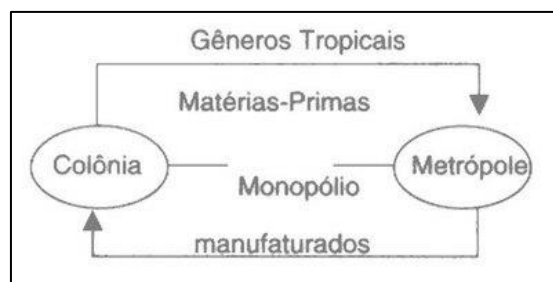 Gêneros Tropicais
Matérias-Primas
Colônia
Metrópole
Monopólio
manufaturados